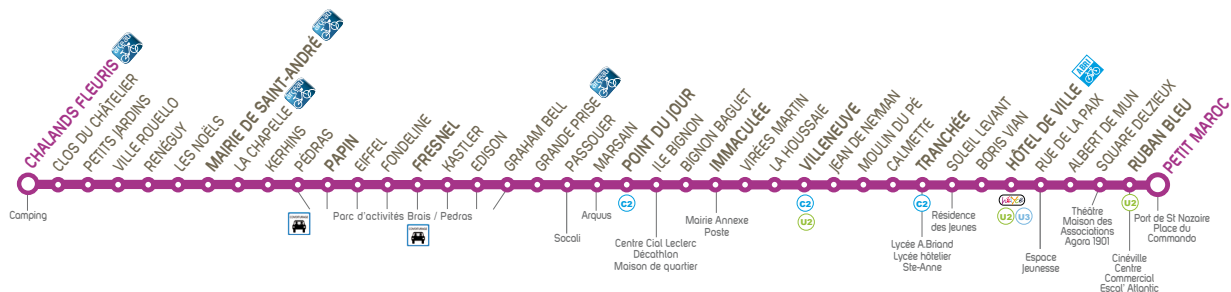 CHALANDS FLEURIS
CLOS DU CHÂTELIER
PETITS JARDINS
VILLE ROUELLO
RENÉGUY
LES NOËLS
MAIRIE DE SAINT-ANDRÉ
LA CHAPELLE
KERHINS
PÉDRAS
PAPIN
EIFFEL
FONDELINE
FRESNEL
KASTLER
EDISON
GRAHAM BELL
GRANDE PRISE
PASSOUER
MARSAIN
POINT DU JOUR
ILE BIGNON
BIGNON BAGUET
IMMACULÉE
VIRÉES MARTIN
LA HOUSSAIE
VILLENEUVE
JEAN DE NEYMAN
MOULIN DU PÉ
CALMETTE
TRANCHÉE
SOLEIL LEVANT
BORIS VIAN
HÔTEL DE VILLE
ABRI
RUE DE LA PAIX
ALBERT DE MUN
SQUARE DELZIEUX
RUBAN BLEU
PETIT MAROC
Camping
Parc d'activités Brais / Pedras
Socali
Arquus
C2
Centre Cial Leclerc
Décathlon
Maison de quartier
Mairie Annexe
Poste
C2
U2
C2
Lycée A.Briand
Lycée hôtelier
Ste-Anne
Résidence
des Jeunes
hélYce
U2
U3
Espace
Jeunesse
Théâtre
Maison des
Associations
Agora 1901
U2
Cinéville
Centre
Commercial
Escal' Atlantic
Port de St Nazaire
Place du
Commando